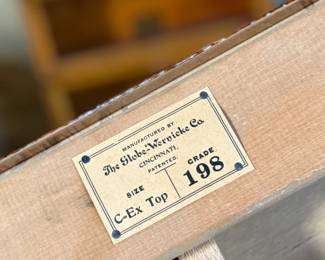 MANUFACTURED BY
The Globe-Wernicke Co.
CINCINNATI.
PATENTED.
SIZE
C-Ex Top
GRADE
198